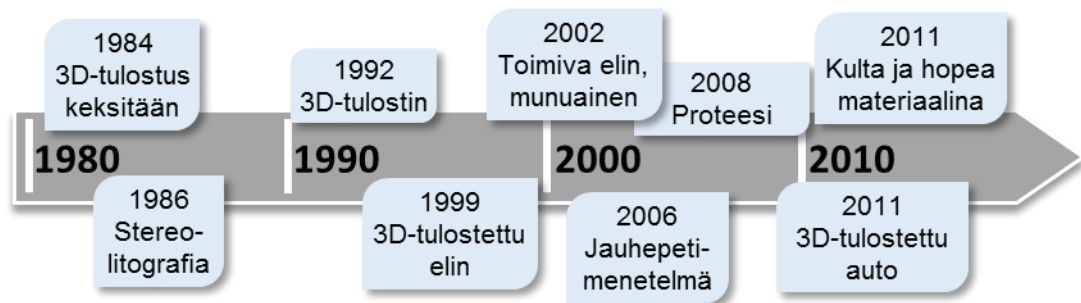 1984
3D-tulostus
keksitään
1992
3D-tulostin
2002
Toimiva elin,
munuainen
2008
Proteesi
2011
Kulta ja hopea
materiaalina
1980
1990
2000
2010
1986
Stereo-
litografia
1999
3D-tulostettu
elin
2006
Jauhepeti-
menetelmä
2011
3D-tulostettu
auto